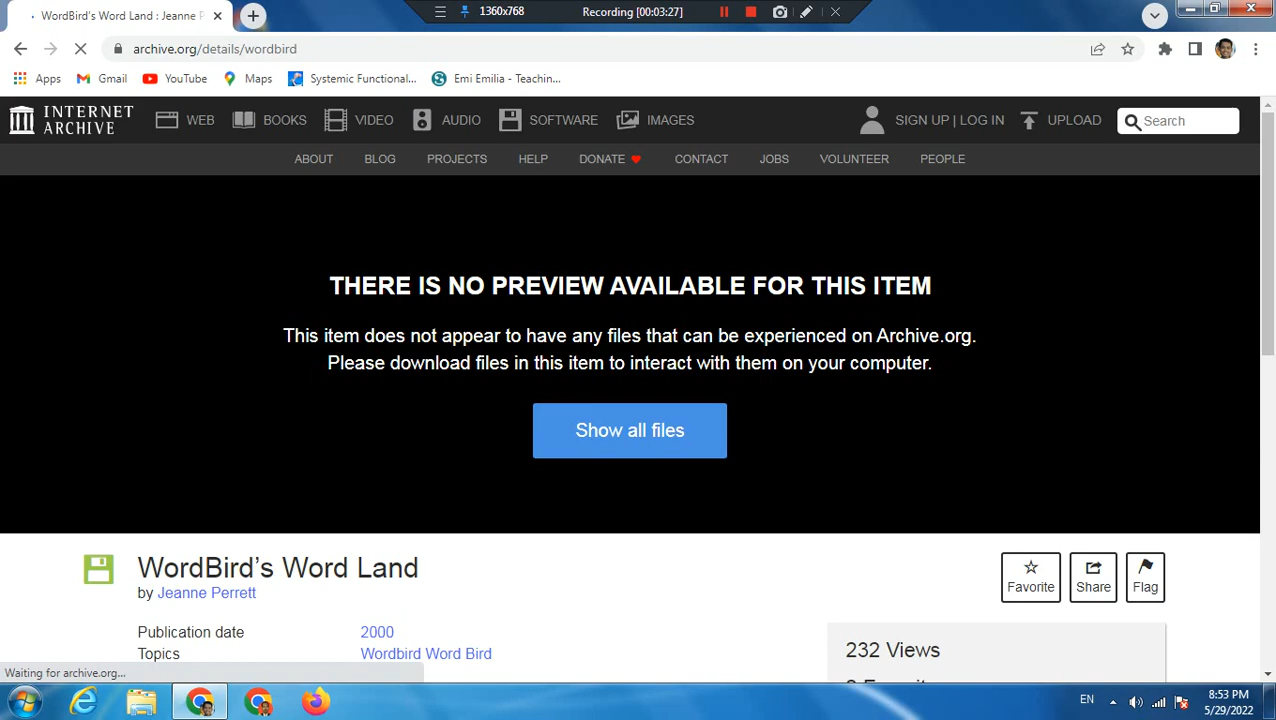 WordBird's Word Land : Jeanne P
1360x768
Recording [00:03:27]
archive.org/details/wordbird
Apps Gmail YouTube Maps Systemic Functional... Emi Emilia - Teachin...
INTERNET
ARCHIVE
WEB BOOKS VIDEO AUDIO SOFTWARE IMAGES SIGN UP | LOG IN UPLOAD Search
ABOUT BLOG PROJECTS HELP DONATE CONTACT JOBS VOLUNTEER PEOPLE
THERE IS NO PREVIEW AVAILABLE FOR THIS ITEM
This item does not appear to have any files that can be experienced on Archive.org.
Please download files in this item to interact with them on your computer.
Show all files
WordBird’s Word Land
by Jeanne Perrett
Favorite Share Flag
Publication date 2000
Topics Wordbird Word Bird
232 Views
Waiting for archive.org...
EN
8:53 PM
5/29/2022